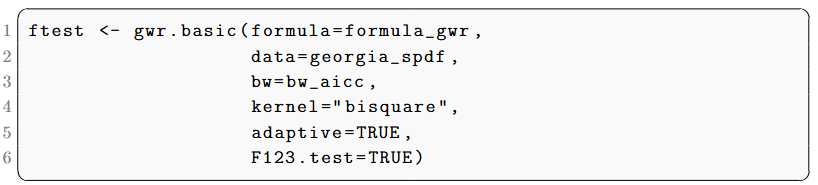 1 ftest <- gwr.basic(formula=formula_gwr,
2 data=georgia_spdf,
3 bw=bw_aicc,
4 kernel="bisquare",
5 adaptive=TRUE,
6 F123.test=TRUE)